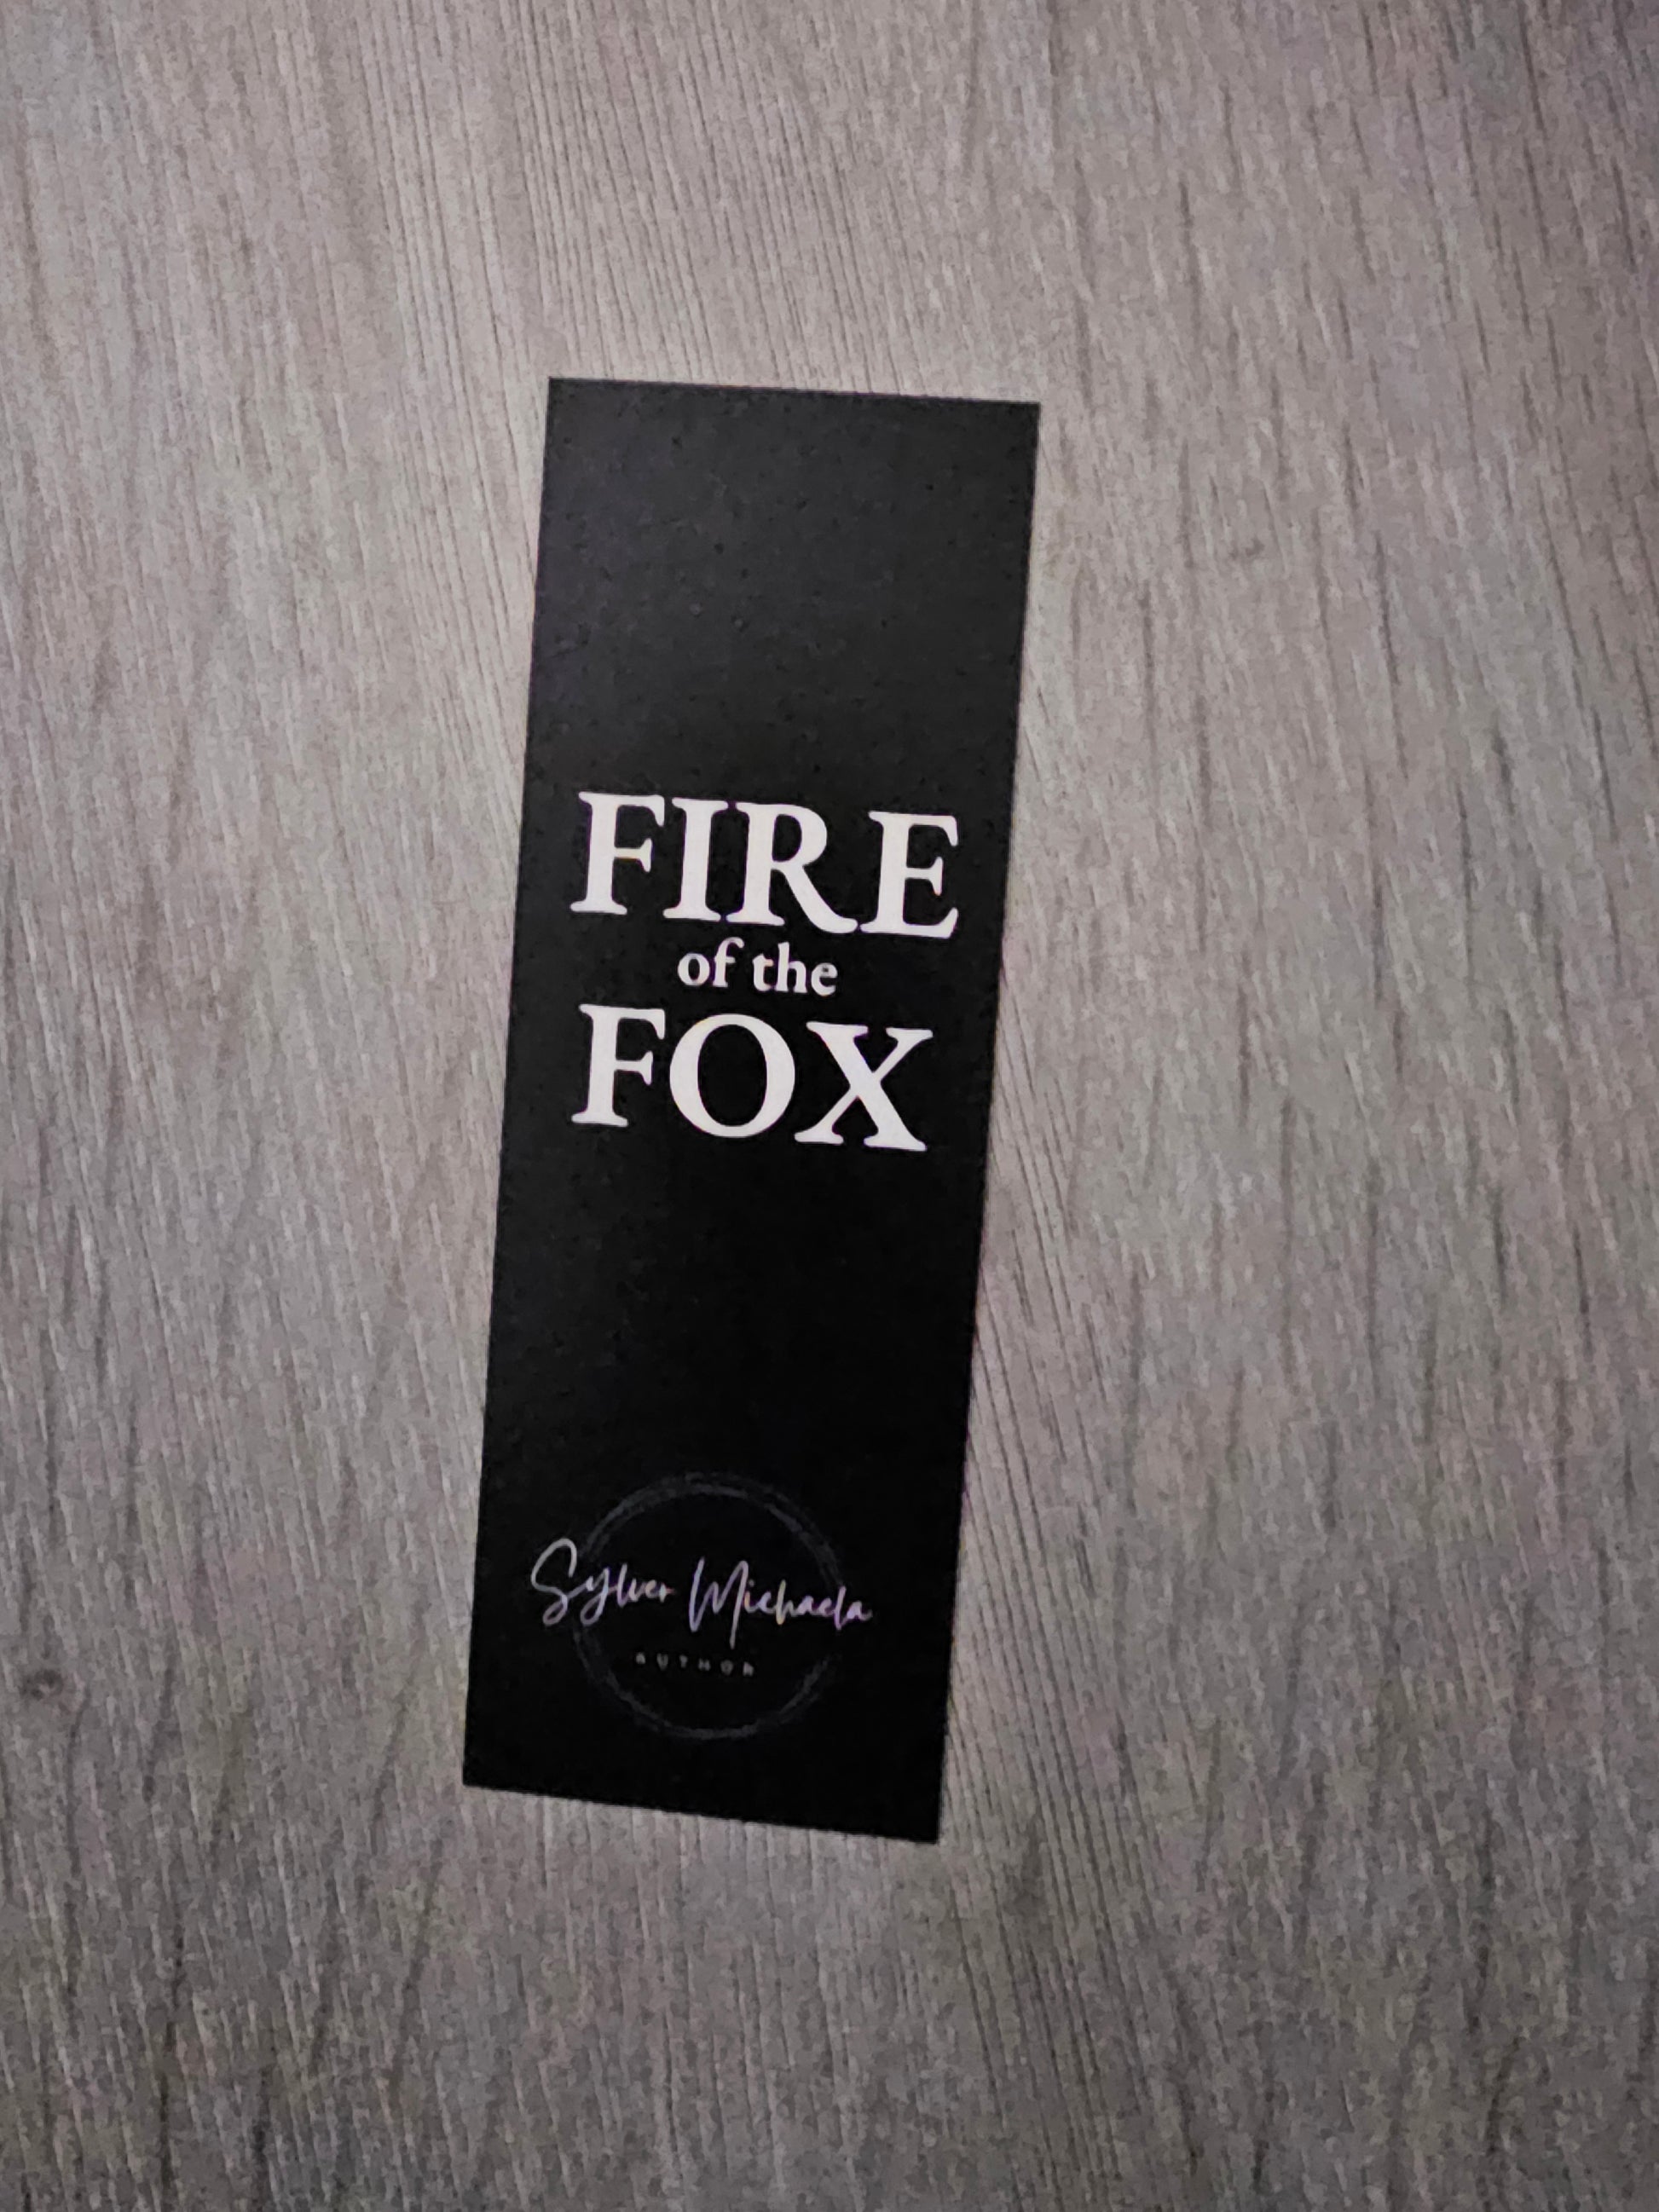 FIRE
of the
FOX
Sylver Michaela
AUTHOR